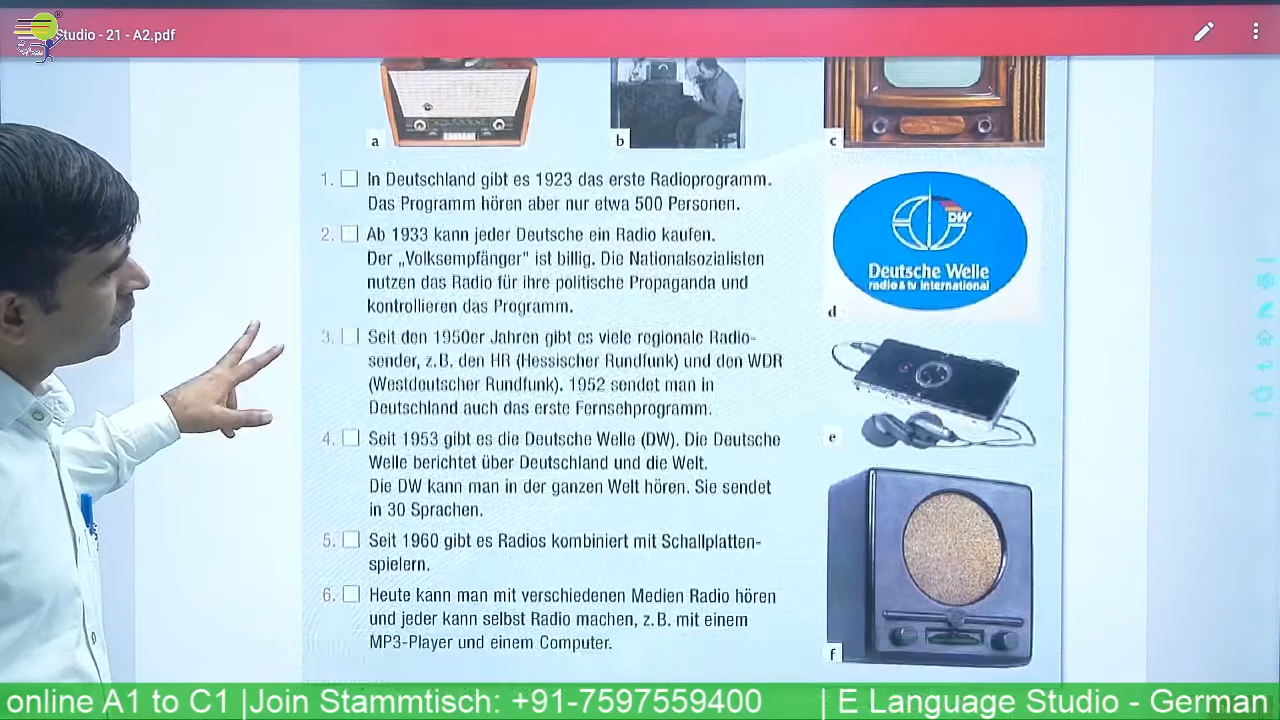 Studio - 21 - A2.pdf
a
b
c
1. In Deutschland gibt es 1923 das erste Radioprogramm.
Das Programm hören aber nur etwa 500 Personen.
2. Ab 1933 kann jeder Deutsche ein Radio kaufen.
Der „Volksempfänger" ist billig. Die Nationalsozialisten
nutzen das Radio für ihre politische Propaganda und
kontrollieren das Programm.
3. Seit den 1950er Jahren gibt es viele regionale Radio-
sender, z.B. den HR (Hessischer Rundfunk) und den WDR
(Westdeutscher Rundfunk). 1952 sendet man in
Deutschland auch das erste Fernsehprogramm.
4. Seit 1953 gibt es die Deutsche Welle (DW). Die Deutsche
Welle berichtet über Deutschland und die Welt.
Die DW kann man in der ganzen Welt hören. Sie sendet
in 30 Sprachen.
5. Seit 1960 gibt es Radios kombiniert mit Schallplatten-
spielern.
6. Heute kann man mit verschiedenen Medien Radio hören
und jeder kann selbst Radio machen, z.B. mit einem
MP3-Player und einem Computer.
DW
Deutsche Welle
radio & tv international
d
e
f
online A1 to C1 |Join Stammtisch: +91-7597559400 | E Language Studio - German